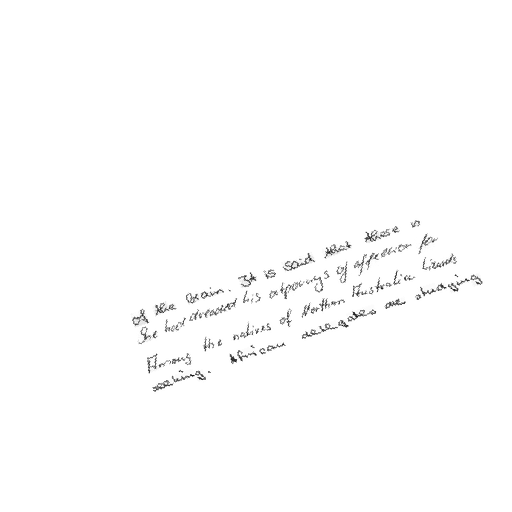 of the brain. It is said that these is
She had dreaded his outpourings of affection for
Among the natives of Northern Australia Lizards
seeking. African delegates are studying